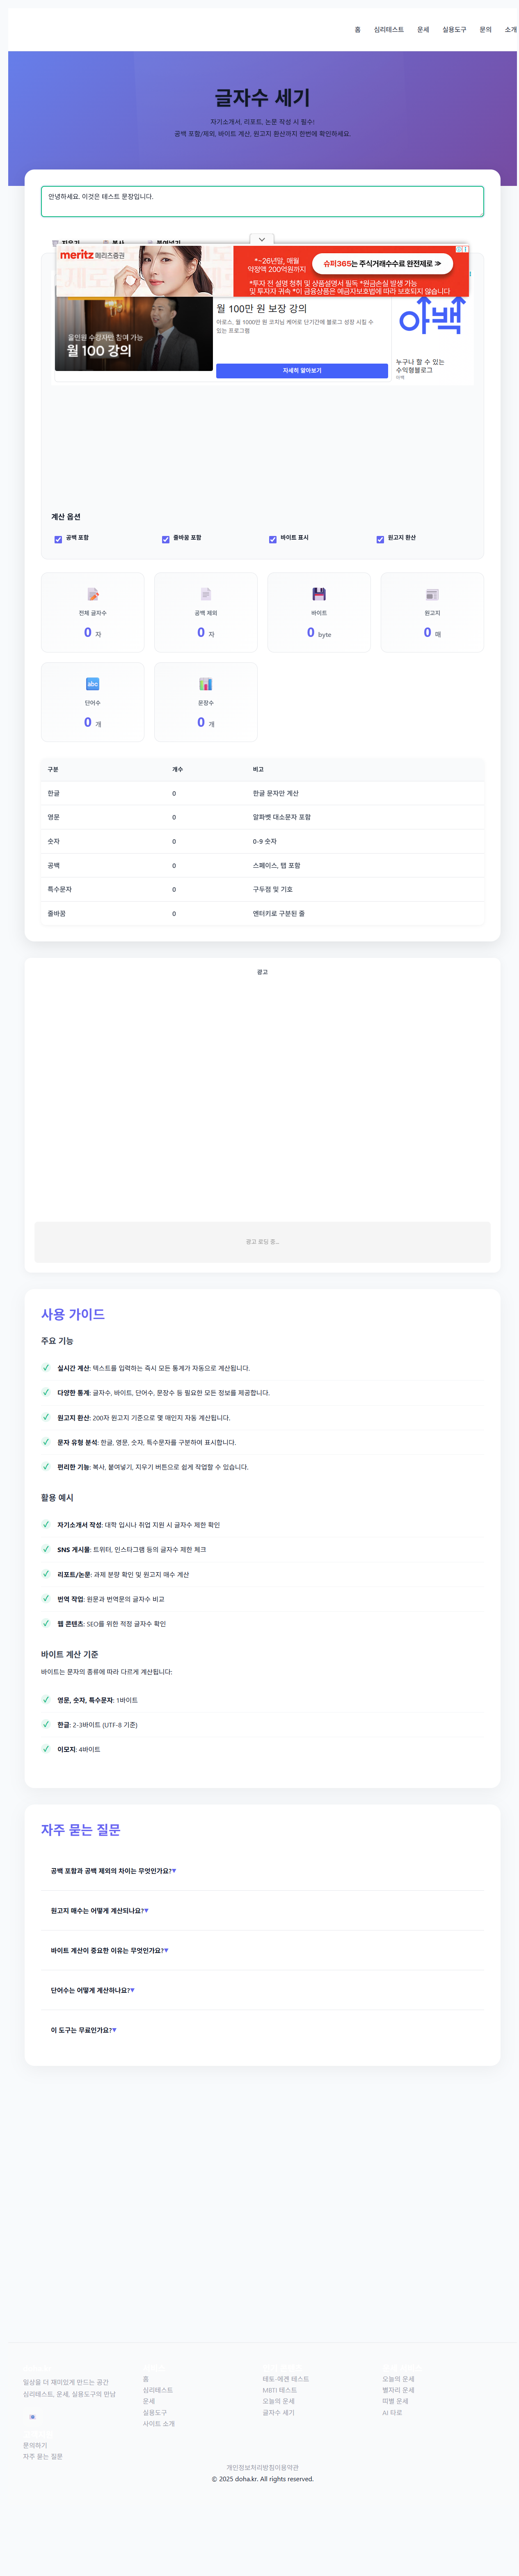 홈 심리테스트 운세 실용도구 문의 소개
글자수 세기
자기소개서, 리포트, 논문 작성 시 필수!
공백 포함/제외, 바이트 계산, 원고지 환산까지 한번에 확인하세요.
안녕하세요. 이것은 테스트 문장입니다.
지우기 복사 붙여넣기
meritz 메리츠증권
*~26년말, 매월
약정액 200억원까지
슈퍼365는 주식거래수수료 완전제로 ≫
*투자 전 설명 청취 및 상품설명서 필독 *원금손실 발생 가능
및 투자자 귀속 *이 금융상품은 예금자보호법에 따라 보호되지 않습니다
올인원 수강자만 참여 가능
월 100 강의
월 100만 원 보장 강의
아로스, 월 1000만 원 코치님 케어로 단기간에 블로그 성장 시킬 수
있는 프로그램
자세히 알아보기
아백
누구나 할 수 있는
수익형블로그
아백
계산 옵션
공백 포함 줄바꿈 포함 바이트 표시 원고지 환산
전체 글자수 공백 제외 바이트 원고지
0 자 0 자 0 byte 0 매
abc
단어수 문장수
0 개 0 개
구분 개수 비고
한글 0 한글 문자만 계산
영문 0 알파벳 대소문자 포함
숫자 0 0-9 숫자
공백 0 스페이스, 탭 포함
특수문자 0 구두점 및 기호
줄바꿈 0 엔터키로 구분된 줄
광고
광고 로딩 중...
사용 가이드
주요 기능
✓ 실시간 계산: 텍스트를 입력하는 즉시 모든 통계가 자동으로 계산됩니다.
✓ 다양한 통계: 글자수, 바이트, 단어수, 문장수 등 필요한 모든 정보를 제공합니다.
✓ 원고지 환산: 200자 원고지 기준으로 몇 매인지 자동 계산됩니다.
✓ 문자 유형 분석: 한글, 영문, 숫자, 특수문자를 구분하여 표시합니다.
✓ 편리한 기능: 복사, 붙여넣기, 지우기 버튼으로 쉽게 작업할 수 있습니다.
활용 예시
✓ 자기소개서 작성: 대학 입시나 취업 지원 시 글자수 제한 확인
✓ SNS 게시물: 트위터, 인스타그램 등의 글자수 제한 체크
✓ 리포트/논문: 과제 분량 확인 및 원고지 매수 계산
✓ 번역 작업: 원문과 번역문의 글자수 비교
✓ 웹 콘텐츠: SEO를 위한 적정 글자수 확인
바이트 계산 기준
바이트는 문자의 종류에 따라 다르게 계산됩니다:
✓ 영문, 숫자, 특수문자: 1바이트
✓ 한글: 2-3바이트 (UTF-8 기준)
✓ 이모지: 4바이트
자주 묻는 질문
공백 포함과 공백 제외의 차이는 무엇인가요?▼
원고지 매수는 어떻게 계산되나요?▼
바이트 계산이 중요한 이유는 무엇인가요?▼
단어수는 어떻게 계산하나요?▼
이 도구는 무료인가요?▼
일상을 더 재미있게 만드는 공간
심리테스트, 운세, 실용도구의 만남
문의하기
자주 묻는 질문
홈
심리테스트
운세
실용도구
사이트 소개
테토-에겐 테스트
MBTI 테스트
오늘의 운세
글자수 세기
오늘의 운세
별자리 운세
띠별 운세
AI 타로
개인정보처리방침이용약관
© 2025 doha.kr. All rights reserved.